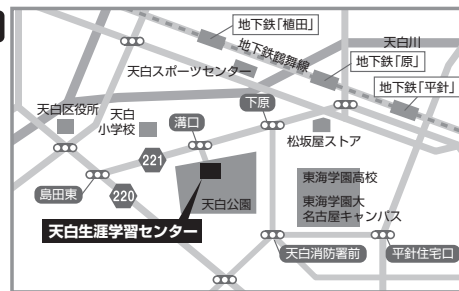 地下鉄「植田」
地下鉄鶴舞線
天白川
地下鉄「原」
天白スポーツセンター
地下鉄「平針」
天白区役所
天白
小学校
溝口
下原
松坂屋ストア
221
島田東
220
天白公園
東海学園高校
東海学園大
名古屋キャンパス
天白生涯学習センター
天白消防署前
平針住宅口